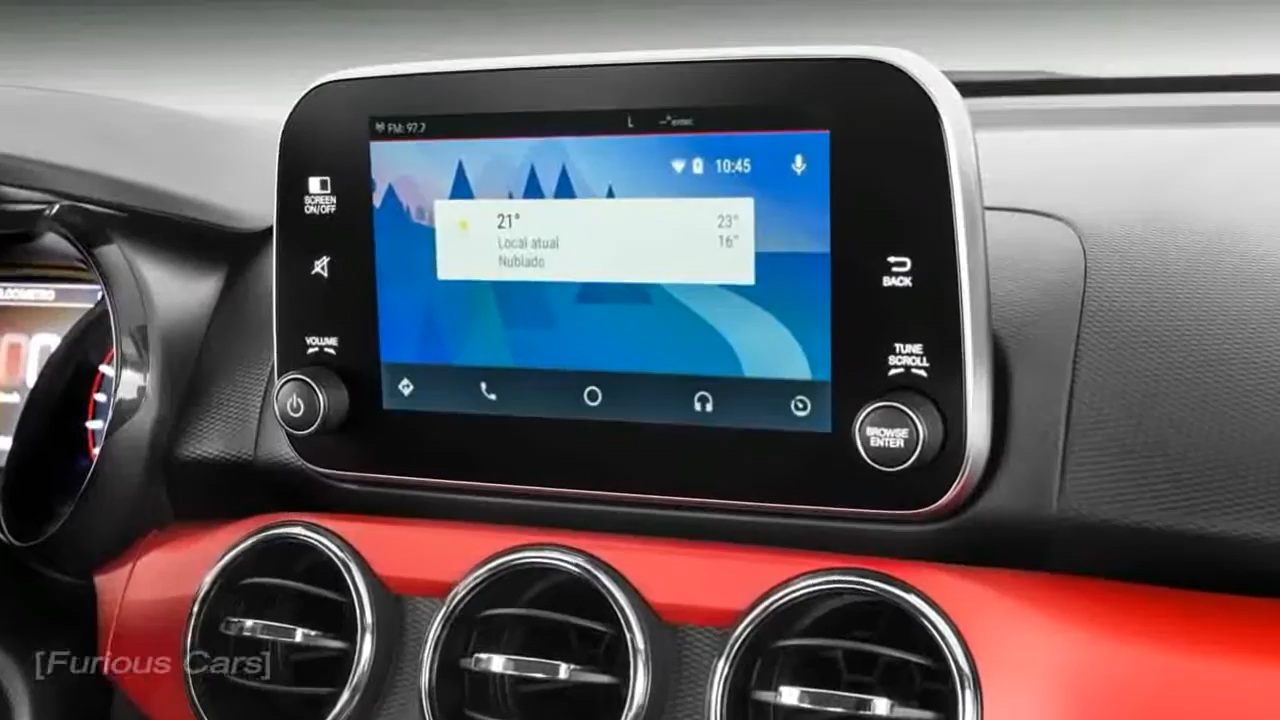 FM: 97.7
10:45
SCREEN
ON/OFF
21°
23°
Local atual
16°
Nublado
BACK
VOLUME
TUNE
SCROLL
BROWSE
ENTER
[Furious Cars]